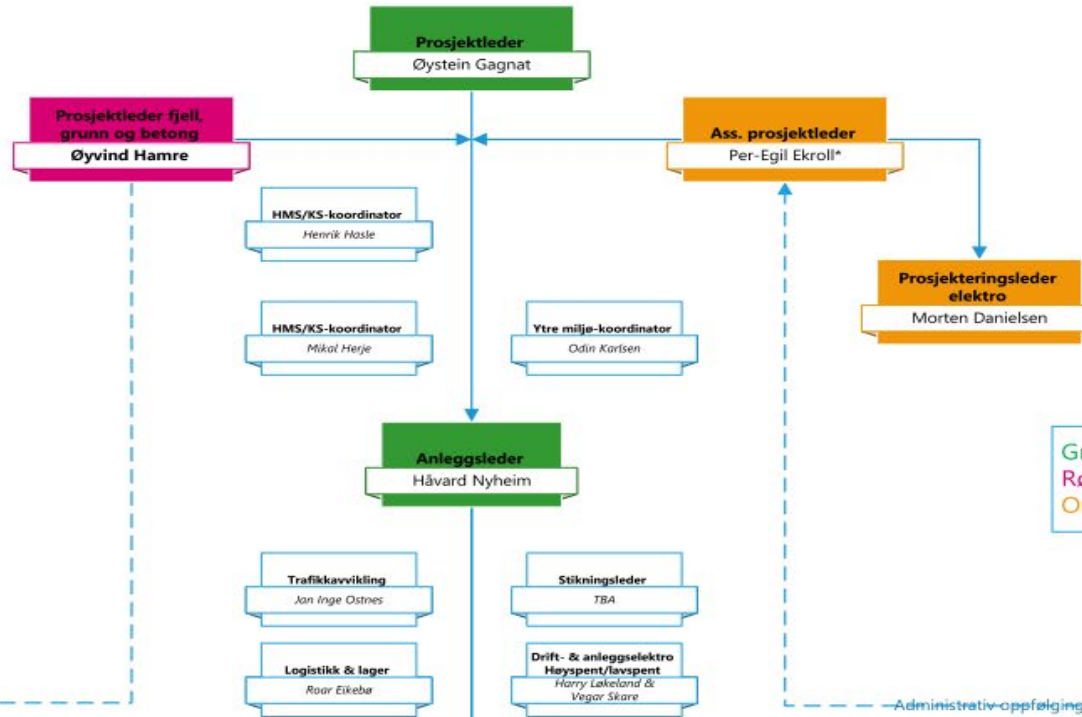 Prosjektleder
Øystein Gagnat
Prosjektleder fjell,
grunn og betong
Øyvind Hamre
Ass. prosjektleder
Per-Egil Ekroll*
HMS/KS-koordinator
Henrik Hasle
Prosjekteringsleder
elektro
Morten Danielsen
HMS/KS-koordinator
Mikal Herje
Ytre miljø-koordinator
Odin Karlsen
Anleggsleder
Håvard Nyheim
Gr
Rø
O
Trafikkavvikling
Jan Inge Ostnes
Stikningsleder
TBA
Logistikk & lager
Roar Eikebø
Drift- & anleggselektro
Høyspent/lavspent
Harry Løkeland &
Vegar Skare
Administrativ oppfølging